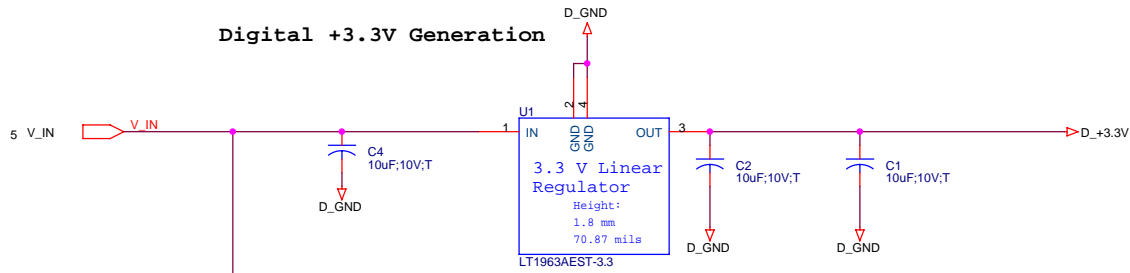 D_GND
Digital +3.3V Generation
U1
2
4
5 V_IN
V_IN
1
IN
GND
GND
OUT
3
D_+3.3V
C4
10uF;10V;T
D_GND
3.3 V Linear
Regulator
Height:
1.8 mm
70.87 mils
C2
10uF;10V;T
D_GND
C1
10uF;10V;T
D_GND
LT1963AEST-3.3